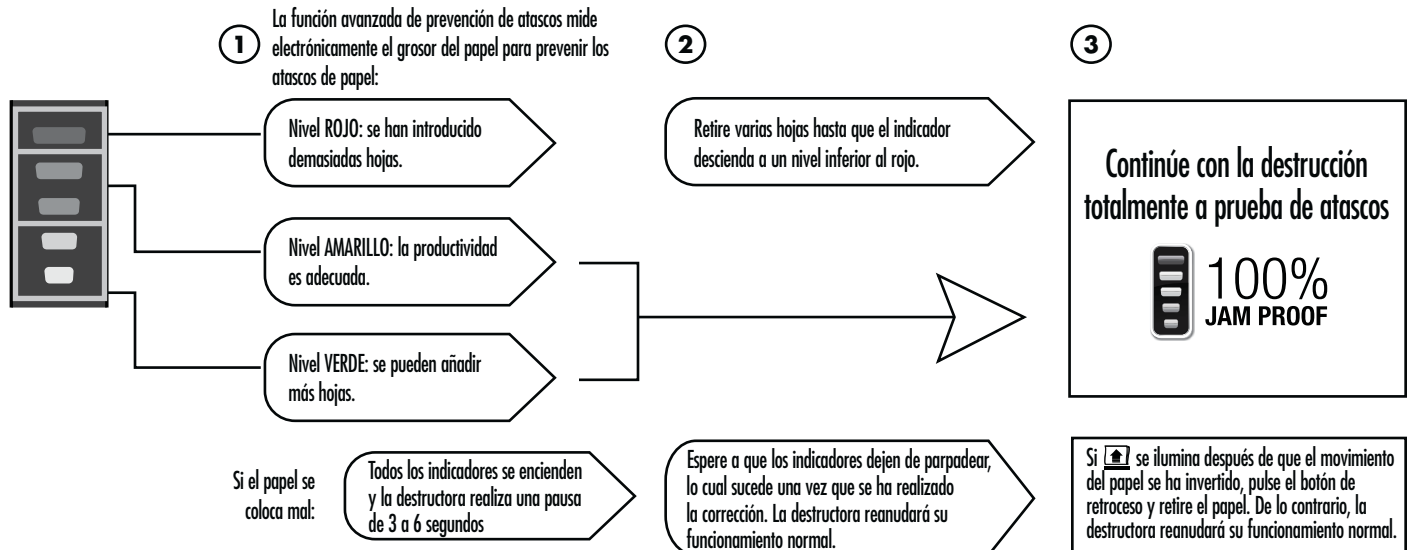 1
La función avanzada de prevención de atascos mide
electrónicamente el grosor del papel para prevenir los
atascos de papel:
2
3
Nivel ROJO: se han introducido
demasiadas hojas.
Retire varias hojas hasta que el indicador
descienda a un nivel inferior al rojo.
Nivel AMARILLO: la productividad
es adecuada.
Nivel VERDE: se pueden añadir
más hojas.
Continúe con la destrucción
totalmente a prueba de atascos
100%
JAM PROOF
Si el papel se
coloca mal:
Todos los indicadores se encienden
y la destructora realiza una pausa
de 3 a 6 segundos
Espere a que los indicadores dejen de parpadear,
lo cual sucede una vez que se ha realizado
la corrección. La destructora reanudará su
funcionamiento normal.
Si se ilumina después de que el movimiento
del papel se ha invertido, pulse el botón de
retroceso y retire el papel. De lo contrario, la
destructora reanudará su funcionamiento normal.